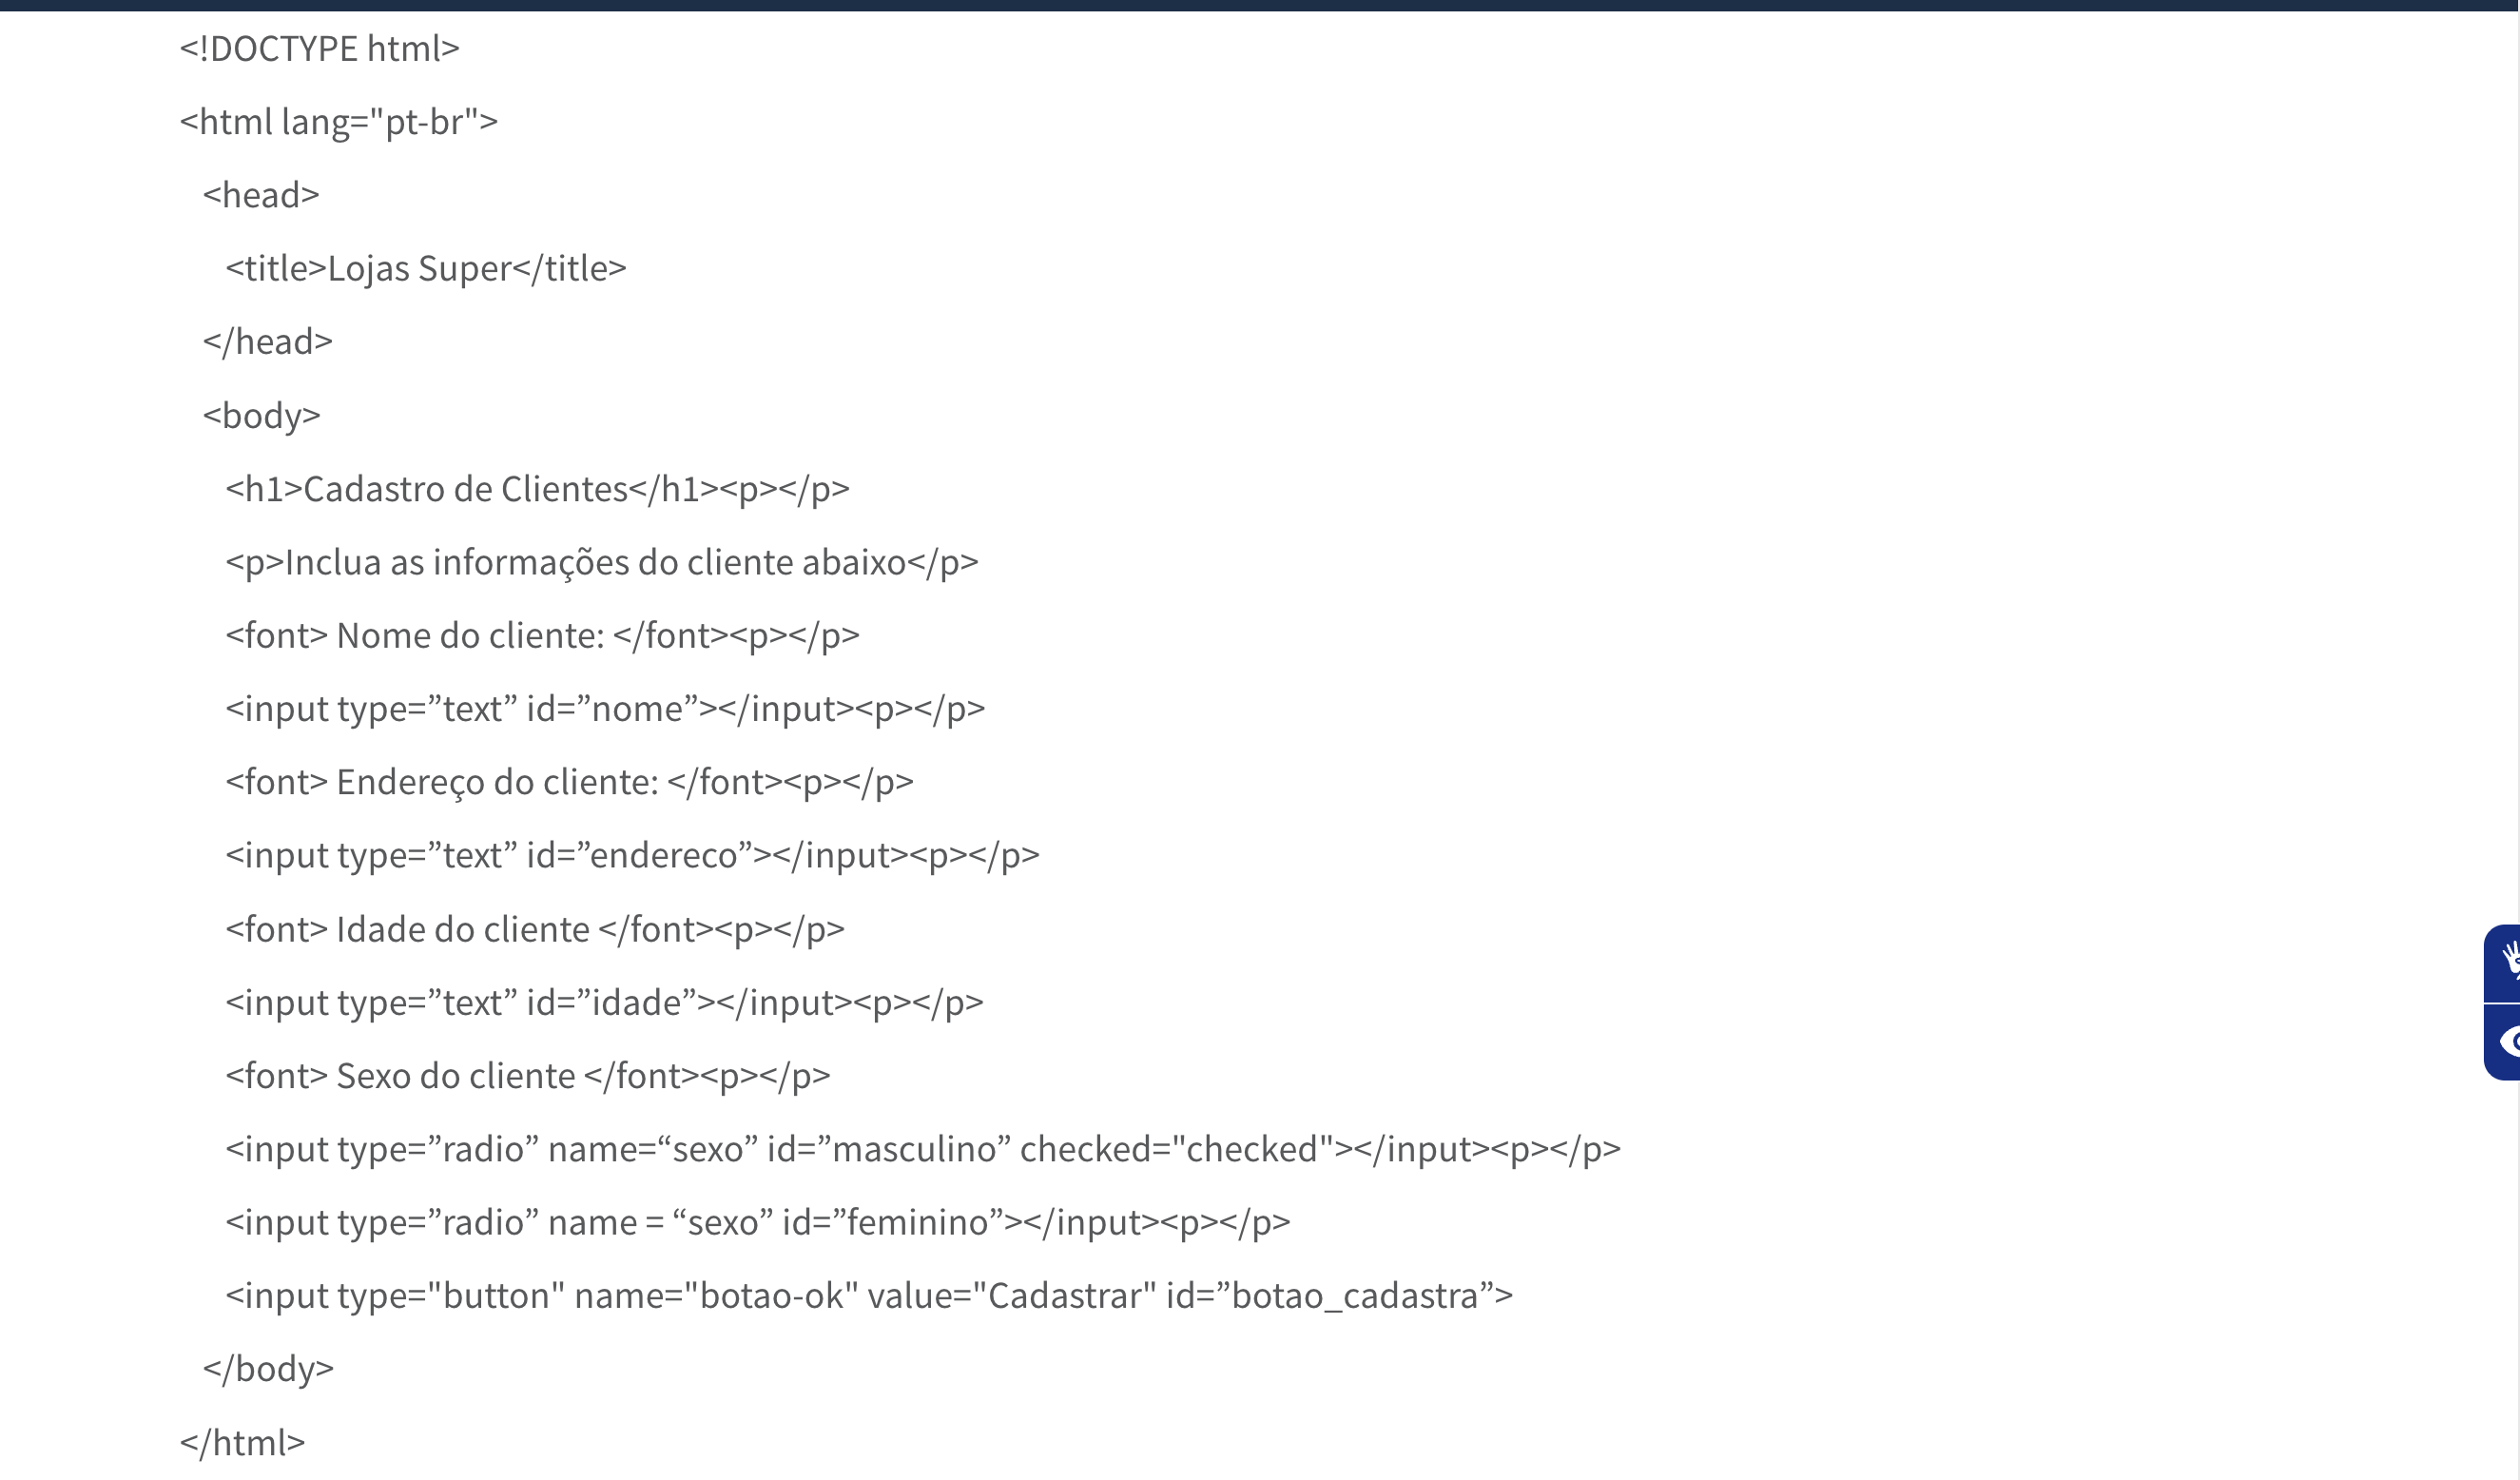 <!DOCTYPE html>
<html lang="pt-br">
<head>
<title>Lojas Super</title>
</head>
<body>
<h1>Cadastro de Clientes</h1><p></p>
<p>Inclua as informações do cliente abaixo</p>
<font> Nome do cliente: </font><p></p>
<input type=”text” id=”nome”></input><p></p>
<font> Endereço do cliente: </font><p></p>
<input type=”text” id=”endereco”></input><p></p>
<font> Idade do cliente </font><p></p>
<input type=”text” id=”idade”></input><p></p>
<font> Sexo do cliente </font><p></p>
<input type=”radio” name=“sexo” id=”masculino” checked="checked"></input><p></p>
<input type=”radio” name = “sexo” id=”feminino”></input><p></p>
<input type="button" name="botao-ok" value="Cadastrar" id=”botao_cadastra”>
</body>
</html>